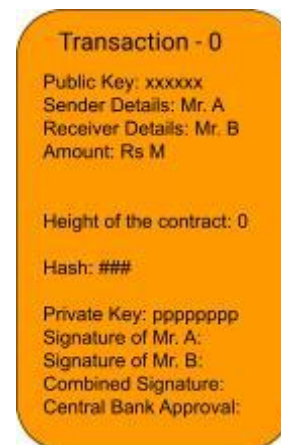 Transaction - 0
Public Key: xxxxxx
Sender Details: Mr. A
Receiver Details: Mr. B
Amount: Rs M
Height of the contract: 0
Hash: ###
Private Key: pppppppp
Signature of Mr. A:
Signature of Mr. B:
Combined Signature:
Central Bank Approval: